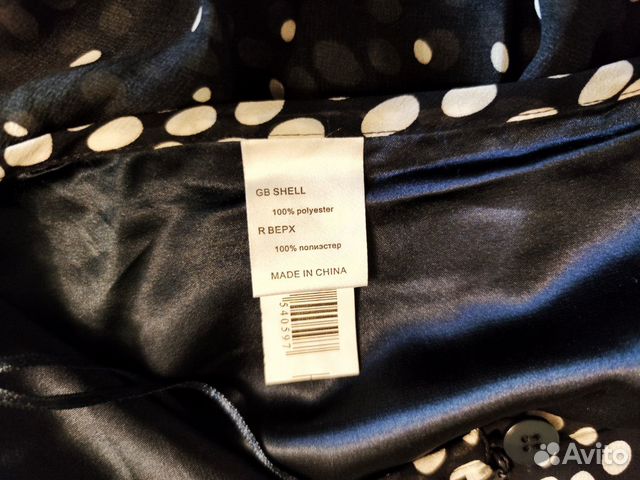 GB SHELL
100% polyester
R ВЕРХ
100% полиэстер
MADE IN CHINA
540597
Avito